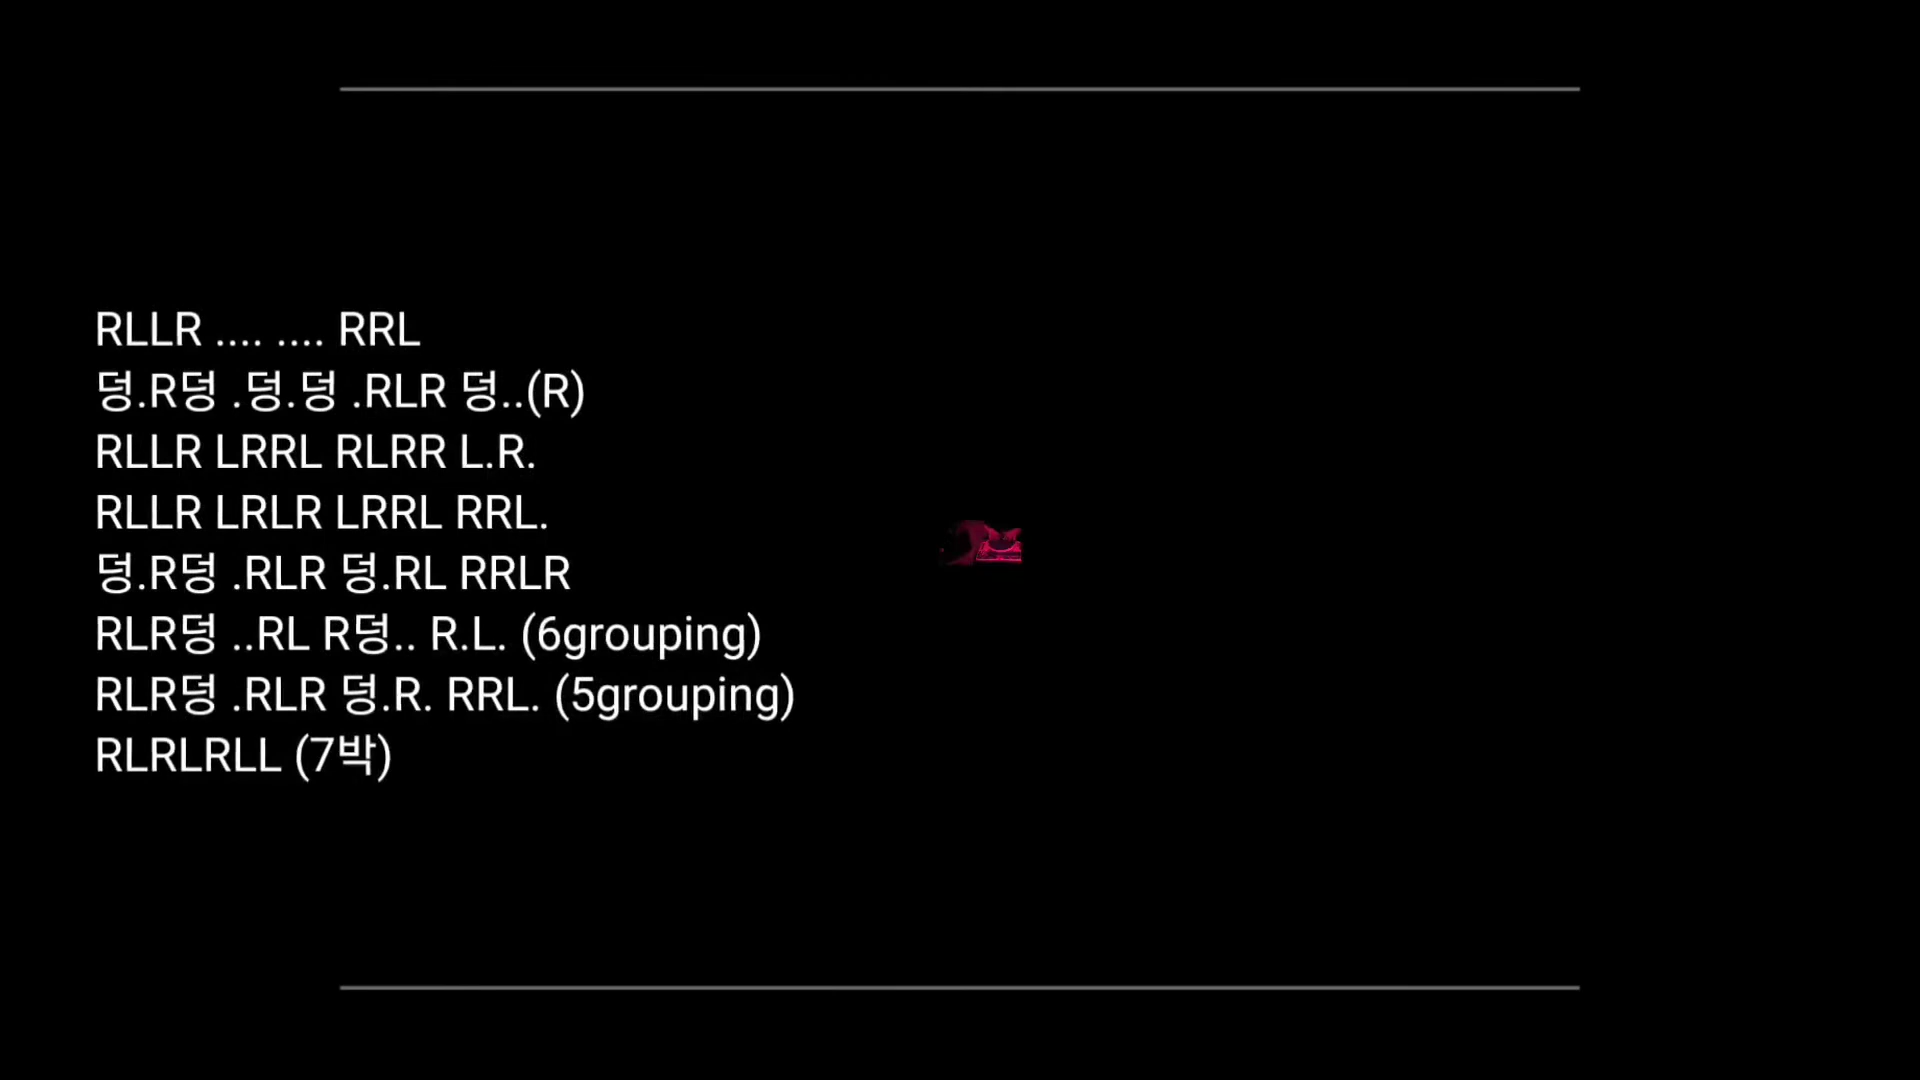 RLLR .... .... RRL
덩.R덩 .덩.덩 .RLR 덩..(R)
RLLR LRRL RLRR L.R.
RLLR LRLR LRRL RRL.
덩.R덩 .RLR 덩.RL RRLR
RLR덩 ..RL R덩.. R.L. (6grouping)
RLR덩 .RLR 덩.R. RRL. (5grouping)
RLRLRLL (7박)